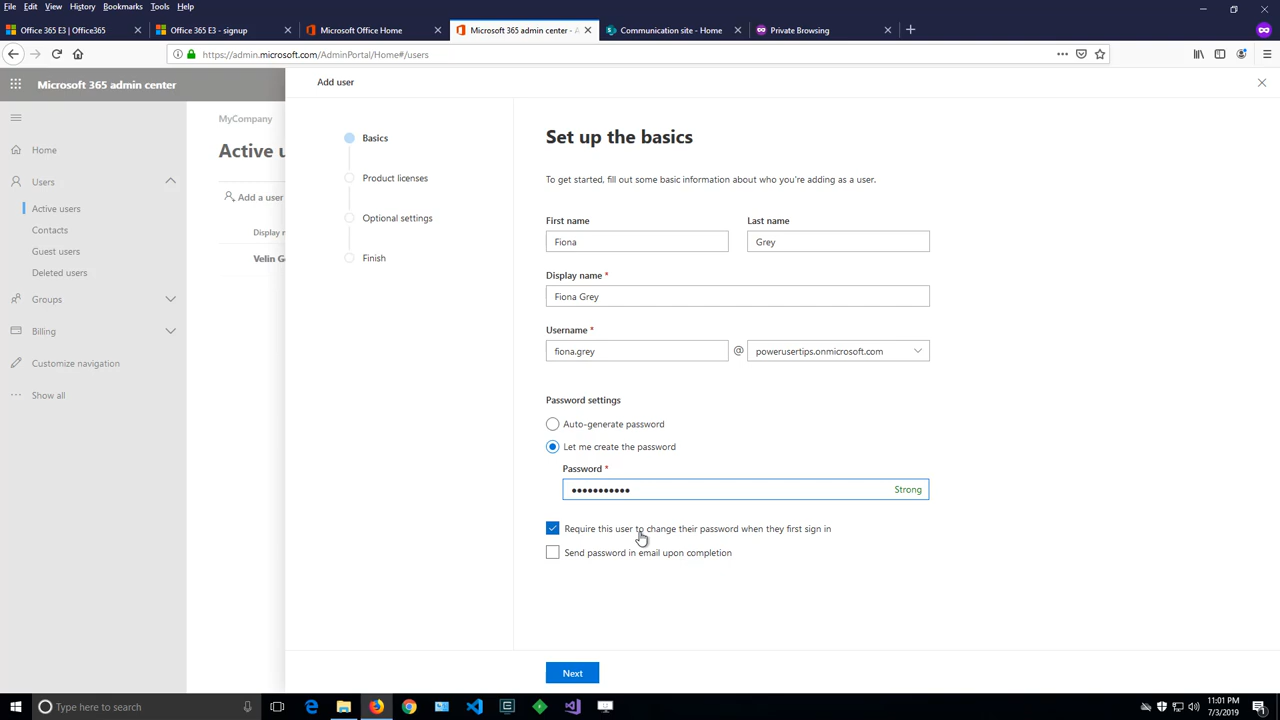 File Edit View History Bookmarks Tools Help
Office 365 E3 | Office365
Office 365 E3 - signup
Microsoft Office Home
Microsoft 365 admin center - A
Communication site - Home
Private Browsing
https://admin.microsoft.com/AdminPortal/Home#/users
Microsoft 365 admin center
Add user
MyCompany
Home
Active u
Users
Add a user
Active users
Display n
Contacts
Velin G
Guest users
Deleted users
Groups
Billing
Customize navigation
Show all
Basics
Product licenses
Optional settings
Finish
Set up the basics
To get started, fill out some basic information about who you're adding as a user.
First name
Last name
Fiona
Grey
Display name *
Fiona Grey
Username *
fiona.grey @ powerusertips.onmicrosoft.com
Password settings
Auto-generate password
Let me create the password
Password *
••••••••••• Strong
Require this user to change their password when they first sign in
Send password in email upon completion
Next
Type here to search
11:01 PM
7/3/2019